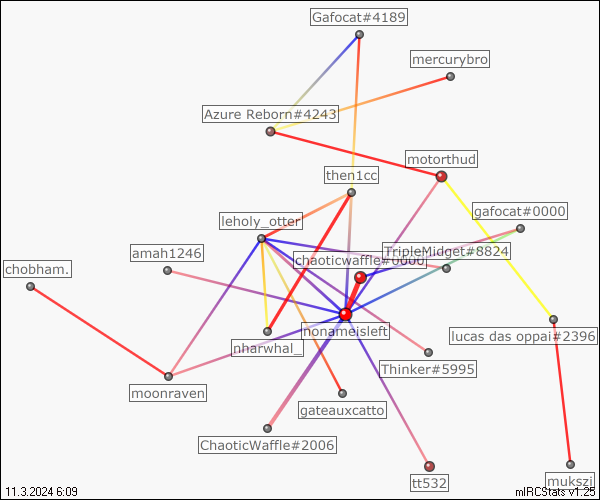 Gafocat#4189
mercurybro
Azure Reborn#4243
motorthud
then1cc
gafocat#0000
leholy_otter
TripleMidget#8824
amah1246
chaoticwaffle#0000
chobham.
nonameisleft
lucas das oppai#2396
nharwhal_
Thinker#5995
moonraven
gateauxcatto
ChaoticWaffle#2006
tt532
mukszi
11.3.2024 6:09
mIRCStats v1.25